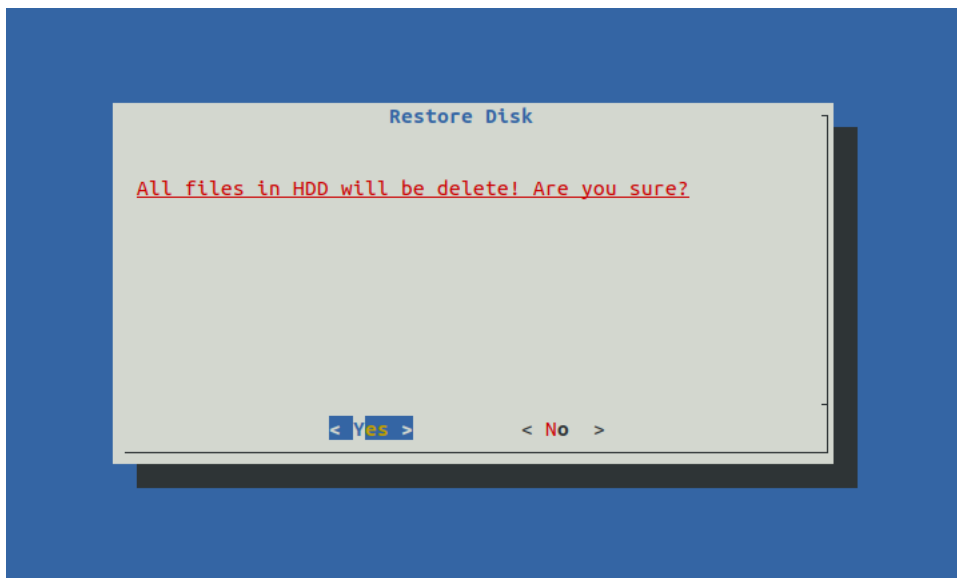 Restore Disk
All files in HDD will be delete! Are you sure?
< Yes > < No >